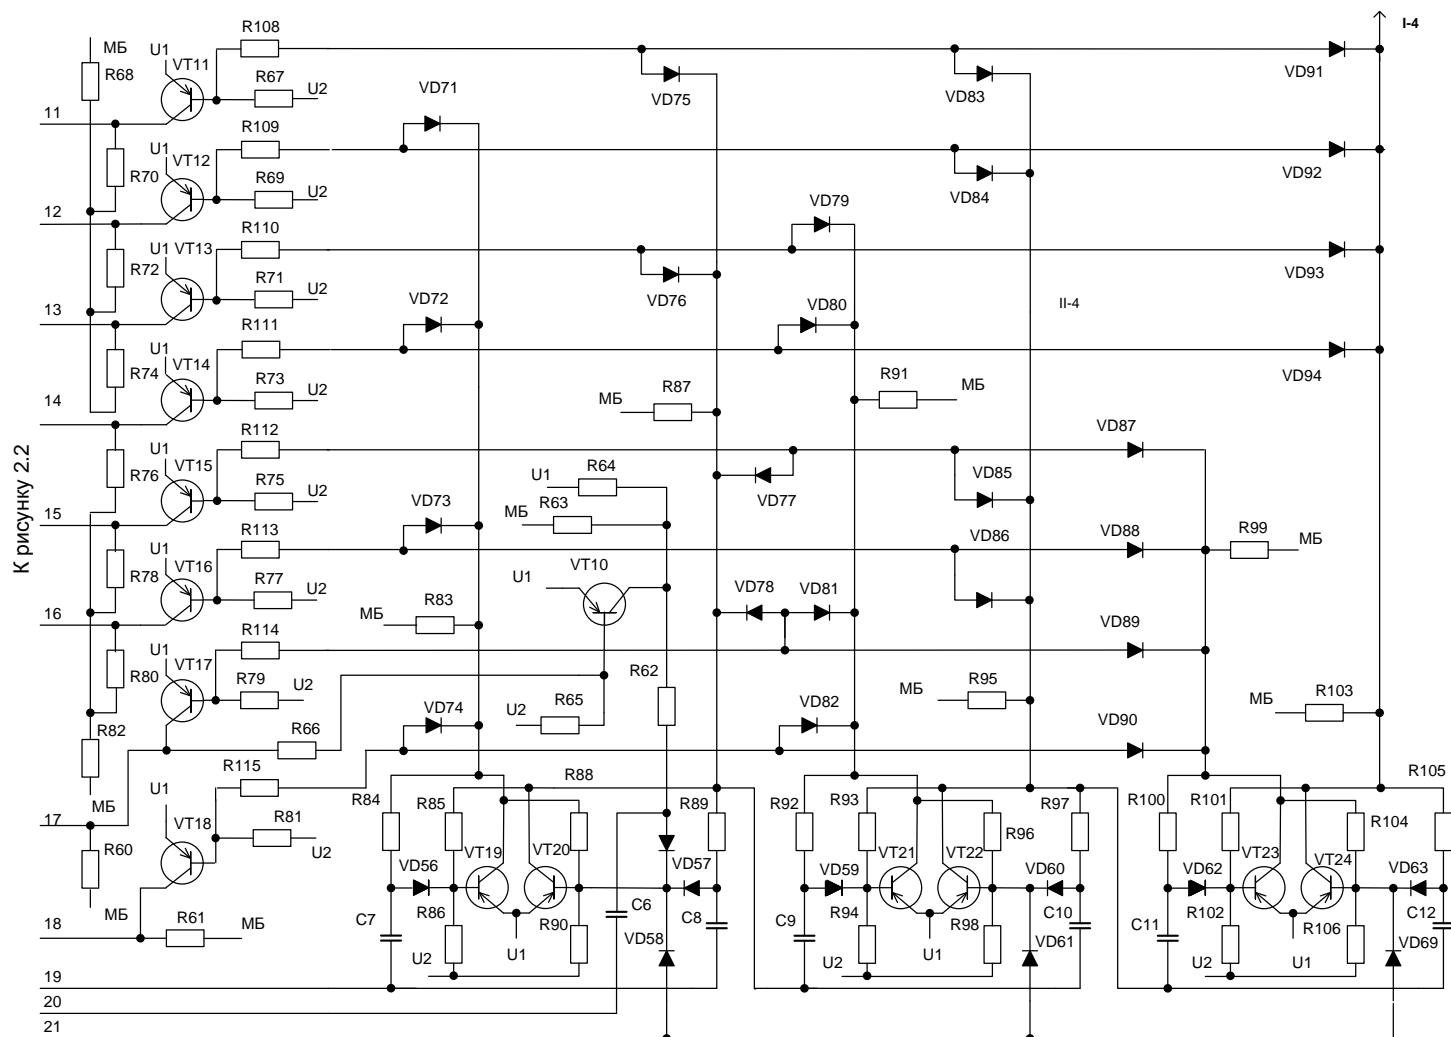 I-4
R108
МБ
U1
VT11
R68
R67
U2
VD71
VD75
VD83
VD91
11
R109
U1
VT12
R70
R69
U2
VD79
VD84
VD92
12
R110
U1
VT13
R72
R71
U2
VD72
VD76
VD80
II-4
VD93
13
R111
U1
VT14
R74
R73
U2
МБ
R87
R91
МБ
VD94
14
R112
VD87
К рисунку 2.2
U1
VT15
R76
R75
U2
U1
R64
VD77
VD85
VD73
МБ
R63
15
R113
VD86
VD88
R99
МБ
U1
VT16
R78
R77
U2
U1
VT10
VD78
VD81
МБ
R83
16
R114
VD89
U1
VT17
R80
R79
U2
R62
МБ
R95
МБ
R103
VD74
U2
R65
VD82
VD90
R82
R66
R115
R88
R105
МБ
U1
R84
R85
R89
R92
R93
R97
R100
R101
17
VT18
R81
U2
R96
R104
R60
VT19
VT20
VT21
VT22
VT23
VT24
VD56
VD57
VD59
VD60
VD62
VD63
МБ
C7
R86
R90
C6
C8
C9
R94
R98
C10
C11
R102
R106
C12
18
R61
МБ
VD58
VD61
VD69
U2
U1
U2
U1
U2
U1
19
20
21